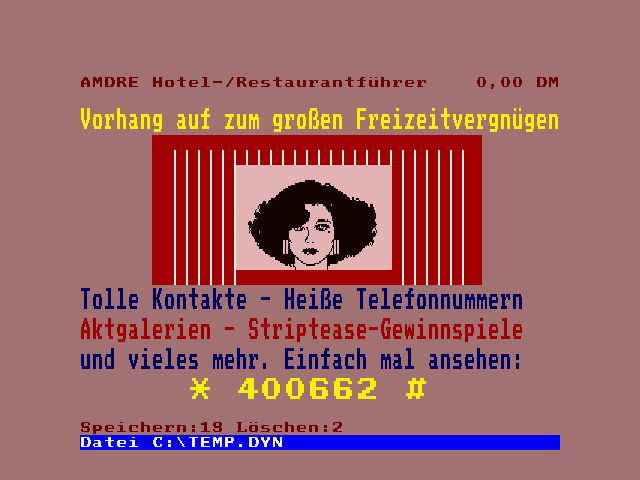 AMDRE Hotel-/Restaurantführer 0,00 DM
Vorhang auf zum großen Freizeitvergnügen
Tolle Kontakte - Heiße Telefonnummern
Aktgalerien - Striptease-Gewinnspiele
und vieles mehr. Einfach mal ansehen:
* 400662 #
Speichern:18 Löschen:2
Datei C:\TEMP.DYN